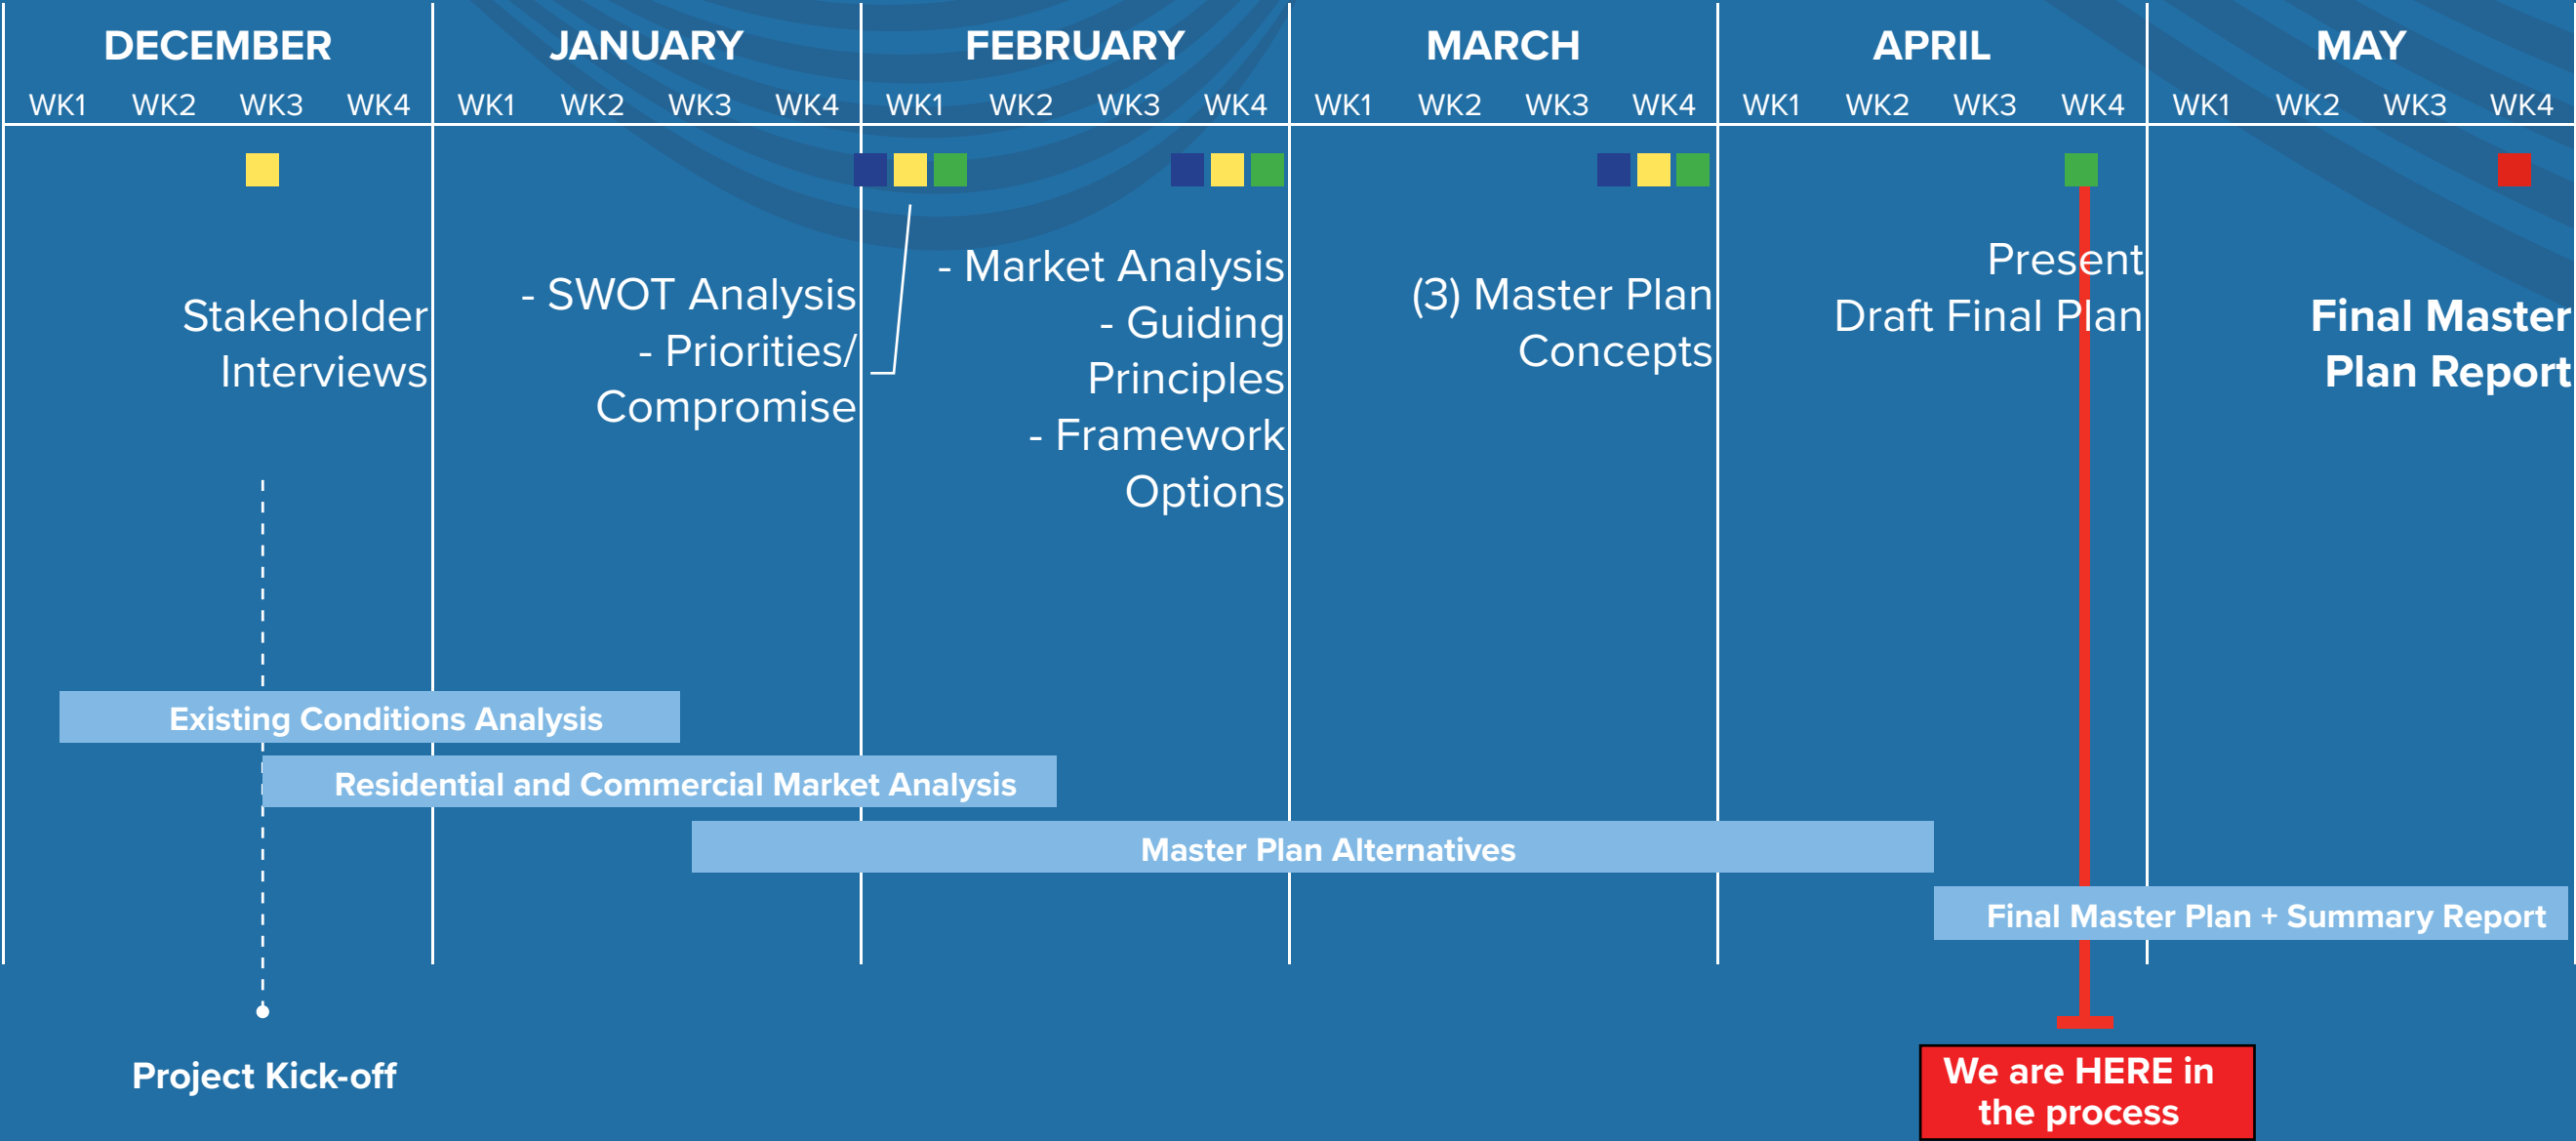 DECEMBER JANUARY FEBRUARY MARCH APRIL MAY
WK1 WK2 WK3 WK4 WK1 WK2 WK3 WK4 WK1 WK2 WK3 WK4 WK1 WK2 WK3 WK4 WK1 WK2 WK3 WK4 WK1 WK2 WK3 WK4
Stakeholder
Interviews
- SWOT Analysis
- Priorities/
Compromise
- Market Analysis
- Guiding
Principles
- Framework
Options
(3) Master Plan
Concepts
Present
Draft Final Plan
Final Master
Plan Report
Existing Conditions Analysis
Residential and Commercial Market Analysis
Master Plan Alternatives
Final Master Plan + Summary Report
Project Kick-off
We are HERE in
the process